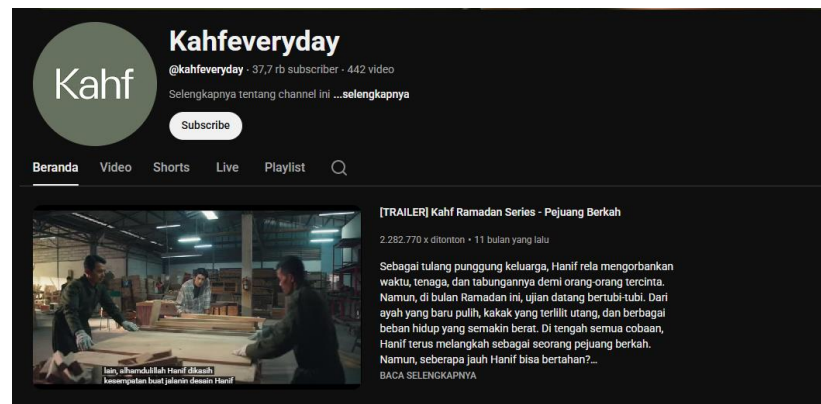 Kahf
Kahfeveryday
@kahfeveryday · 37,7 rb subscriber · 442 video
Selengkapnya tentang channel ini ...selengkapnya
Subscribe
Beranda Video Shorts Live Playlist
[TRAILER] Kahf Ramadan Series - Pejuang Berkah
2.282.770 x ditonton • 11 bulan yang lalu
Sebagai tulang punggung keluarga, Hanif rela mengorbankan
waktu, tenaga, dan tabungannya demi orang-orang tercinta.
Namun, di bulan Ramadan ini, ujian datang bertubi-tubi. Dari
ayah yang baru pulih, kakak yang terlilit utang, dan berbagai
beban hidup yang semakin berat. Di tengah semua cobaan,
Hanif terus melangkah sebagai seorang pejuang berkah.
Namun, seberapa jauh Hanif bisa bertahan?...
BACA SELENGKAPNYA
lain, alhamdulillah Hanif dikasih
kesempatan buat jalanin desain Hanif